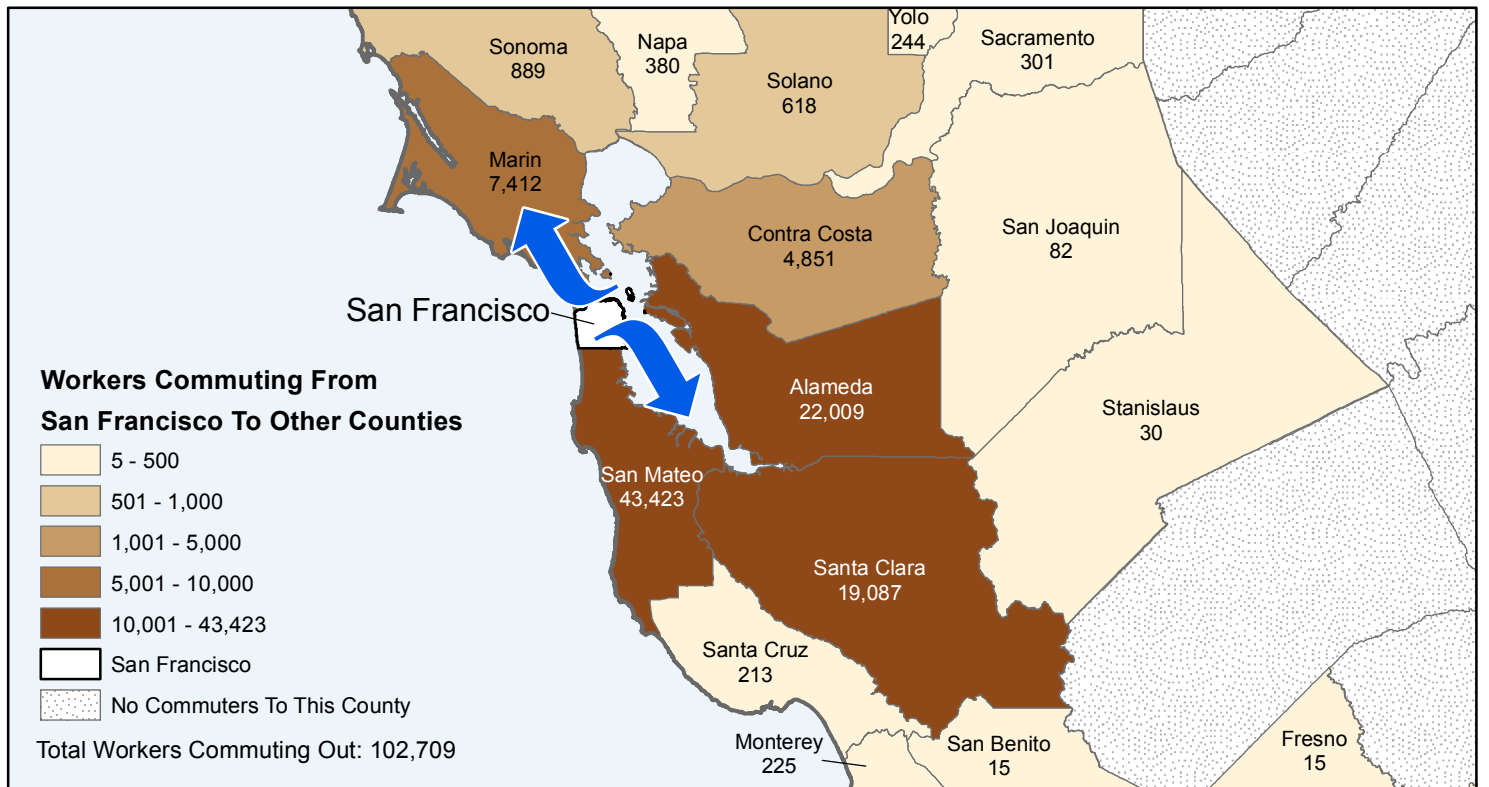 Yolo
244
Sonoma
889
Napa
380
Sacramento
301
Solano
618
Marin
7,412
San Joaquin
82
Contra Costa
4,851
San Francisco
Workers Commuting From
San Francisco To Other Counties
5 - 500
501 - 1,000
1,001 - 5,000
5,001 - 10,000
10,001 - 43,423
San Francisco
No Commuters To This County
Total Workers Commuting Out: 102,709
Alameda
22,009
Stanislaus
30
San Mateo
43,423
Santa Clara
19,087
Santa Cruz
213
Monterey
225
San Benito
15
Fresno
15